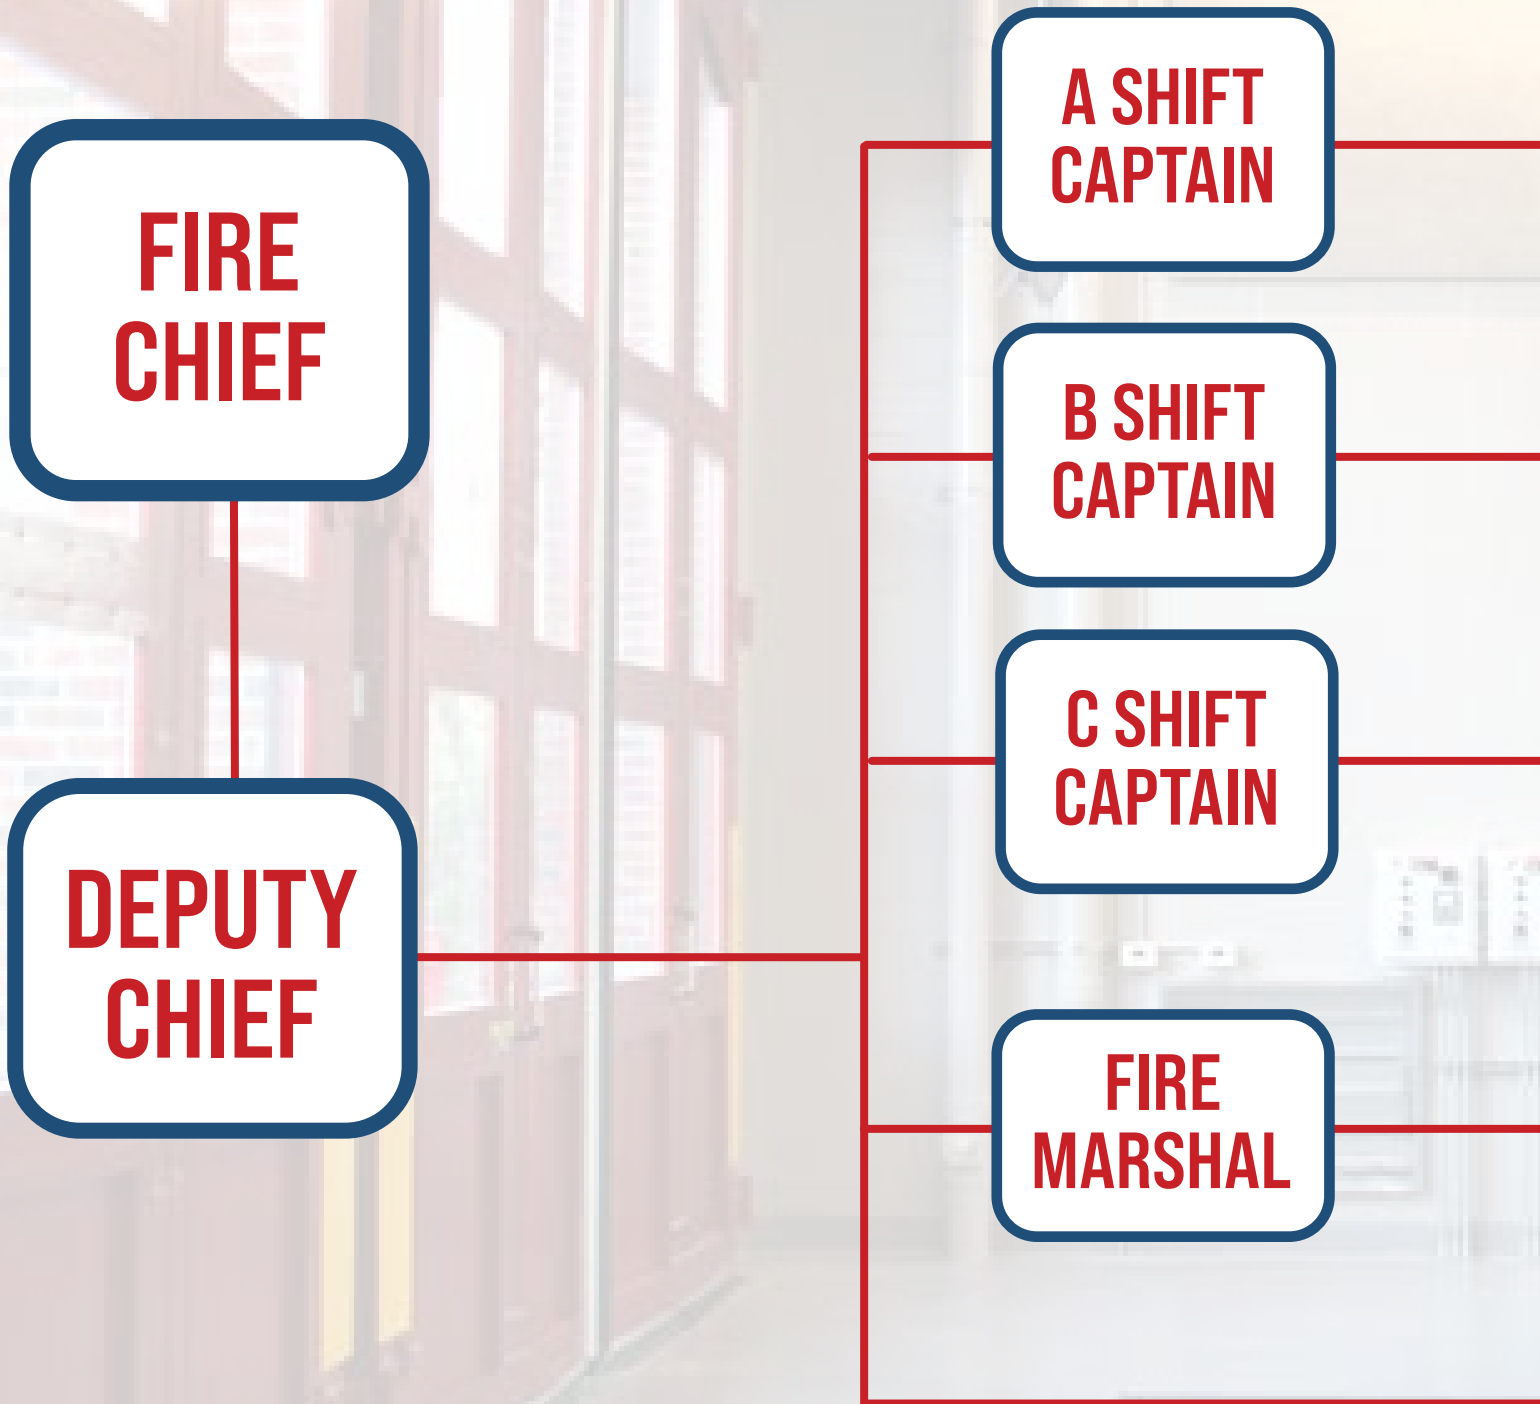 FIRE
CHIEF
DEPUTY
CHIEF
A SHIFT
CAPTAIN
B SHIFT
CAPTAIN
C SHIFT
CAPTAIN
FIRE
MARSHAL